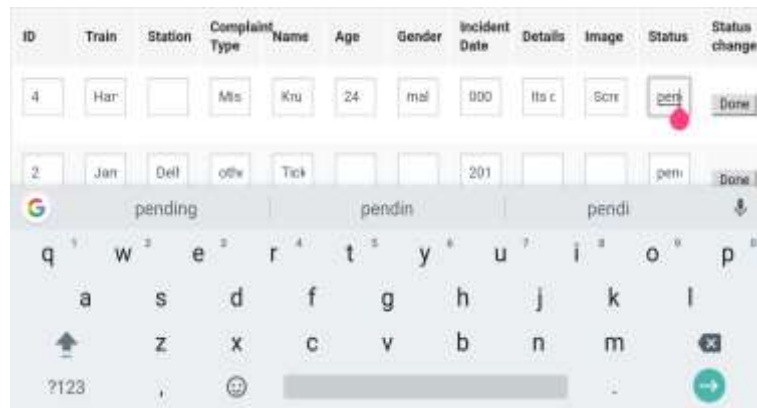 ID Train Station Complaint Type Name Age Gender Incident Date Details Image Status Status change
4 Har Mis Kru 24 mal 000 Its c Scre pen Done
2 Jan Dell othe Tick 201 pen Done
G pending pendin pendi
q 1 w 2 e 3 r 4 t 5 y 6 u 7 i 8 o 9 p 0
a s d f g h j k l
z x c v b n m
?123 , .